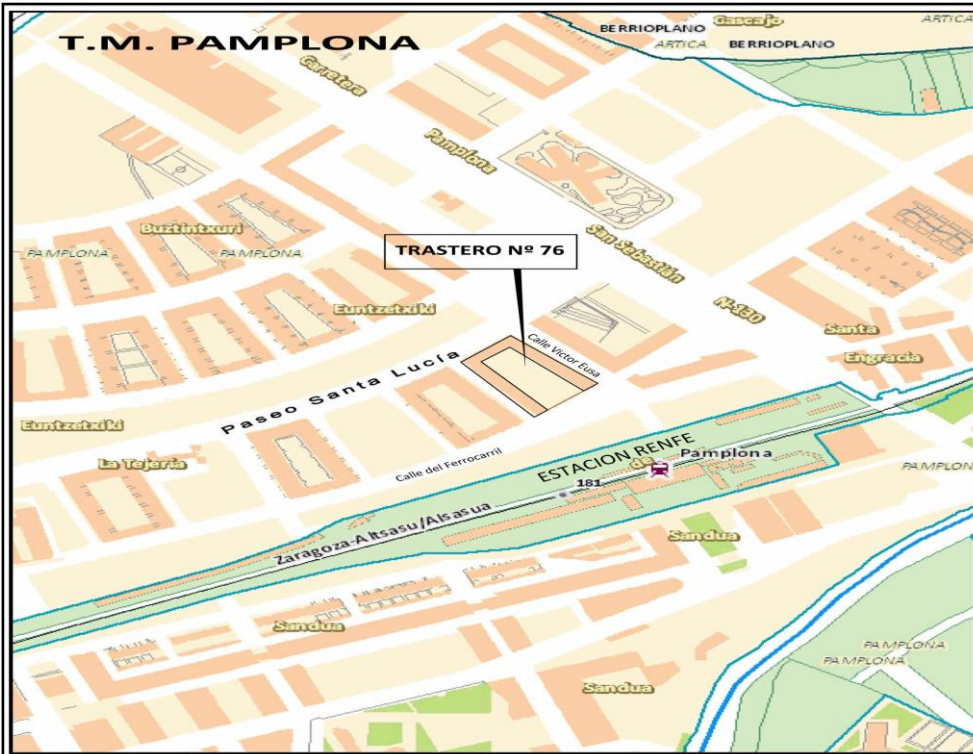 T.M. PAMPLONA
BERRIOPLANO
Gascajo
ARTICA
ARTICA
BERRIOPLANO
Carretera
Pamplona
San Sebastián
N-130
Buztintxuri
PAMPLONA
PAMPLONA
TRASTERO Nº 76
Euntzetxiki
Santa
Engracia
Calle Victor Eusa
Paseo Santa Lucía
Euntzetxiki
La Tejería
Calle del Ferrocarril
ESTACION RENFE
de
Pamplona
181
PAMPLONA
Zaragoza-Altsasu/Alsasua
Sandua
Sandua
PAMPLONA
PAMPLONA
Sandua